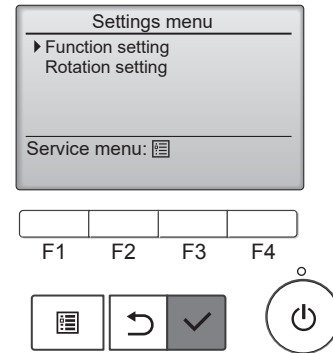 Settings menu
Function setting
Rotation setting
Service menu:
F1 F2 F3 F4